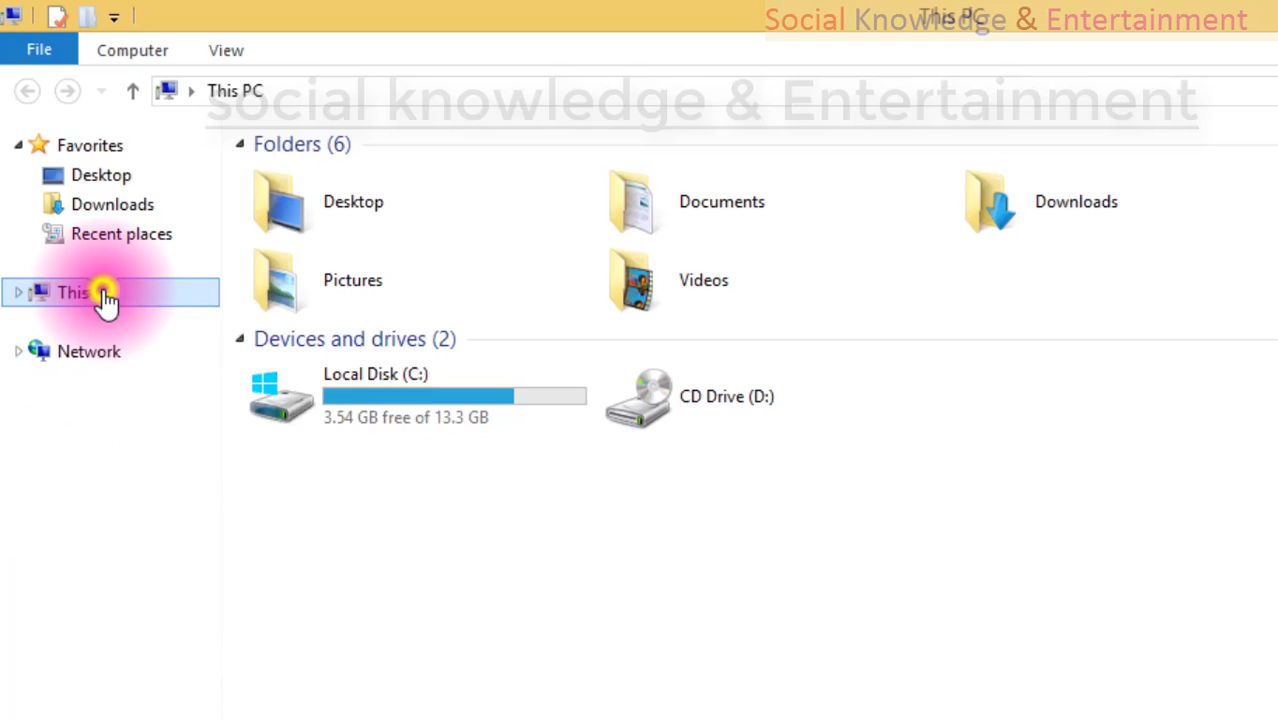 This PC
Social Knowledge & Entertainment
File
Computer
View
This PC
social knowledge & Entertainment
Favorites
Desktop
Downloads
Recent places
This
Network
Folders (6)
Desktop
Documents
Downloads
Pictures
Videos
Devices and drives (2)
Local Disk (C:)
3.54 GB free of 13.3 GB
CD Drive (D:)